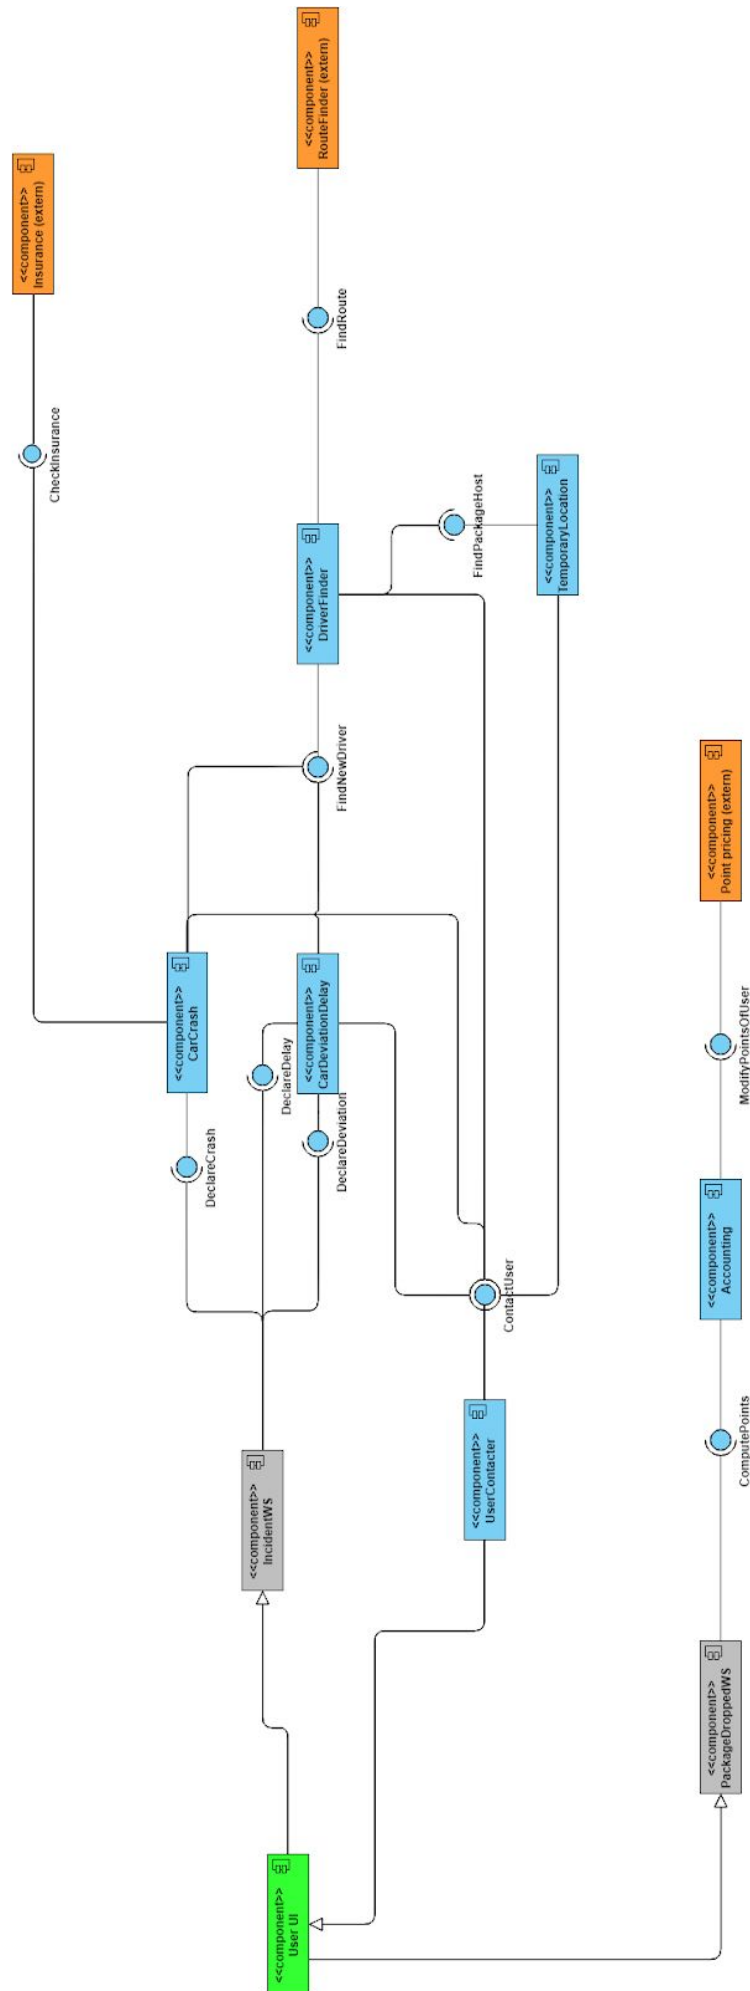 <<component>>
User UI
<<component>>
IncidentWS
DeclareCrash
DeclareDelay
DeclareDeviation
<<component>>
CarCrash
<<component>>
CarDeviationDelay
CheckInsurance
<<component>>
Insurance (extern)
FindNewDriver
<<component>>
DriverFinder
FindRoute
<<component>>
RouteFinder (extern)
<<component>>
UserContacter
ContactUser
FindPackageHost
<<component>>
TemporaryLocation
<<component>>
PackageDroppedWS
ComputePoints
<<component>>
Accounting
ModifyPointsOfUser
<<component>>
Point pricing (extern)